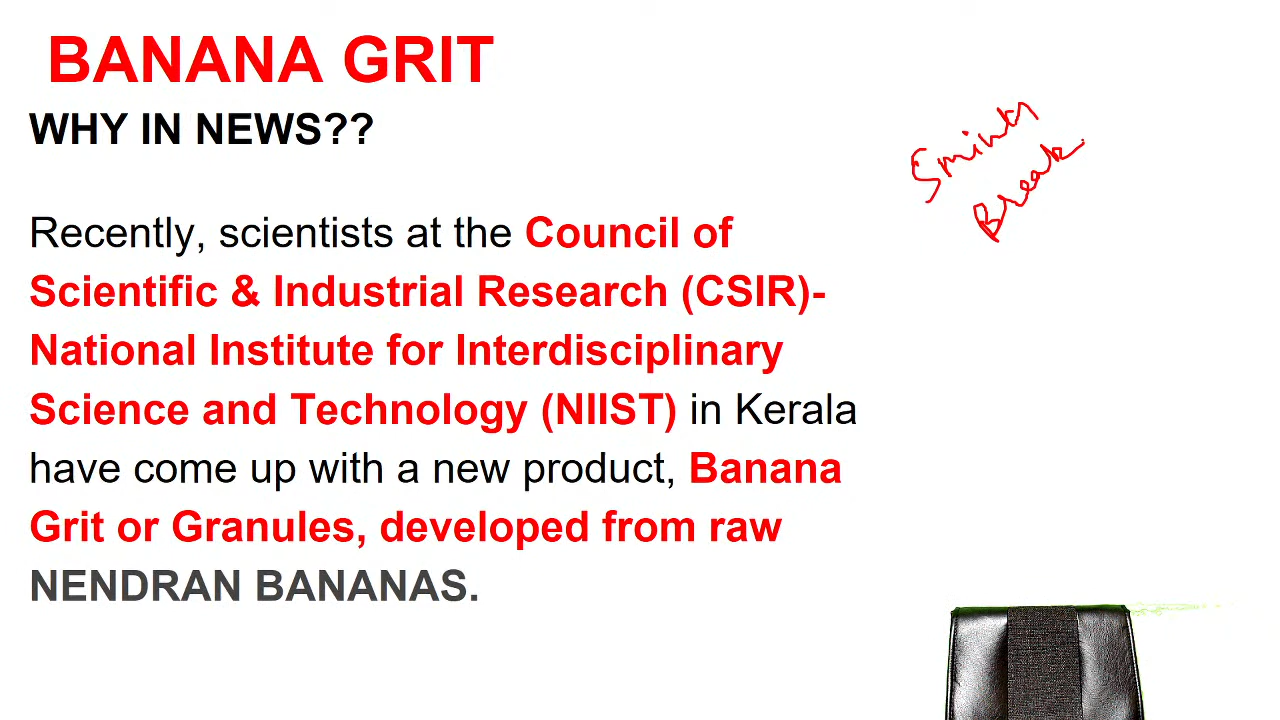 BANANA GRIT
WHY IN NEWS??
Recently, scientists at the Council of
Scientific & Industrial Research (CSIR)-
National Institute for Interdisciplinary
Science and Technology (NIIST) in Kerala
have come up with a new product, Banana
Grit or Granules, developed from raw
NENDRAN BANANAS.
Break